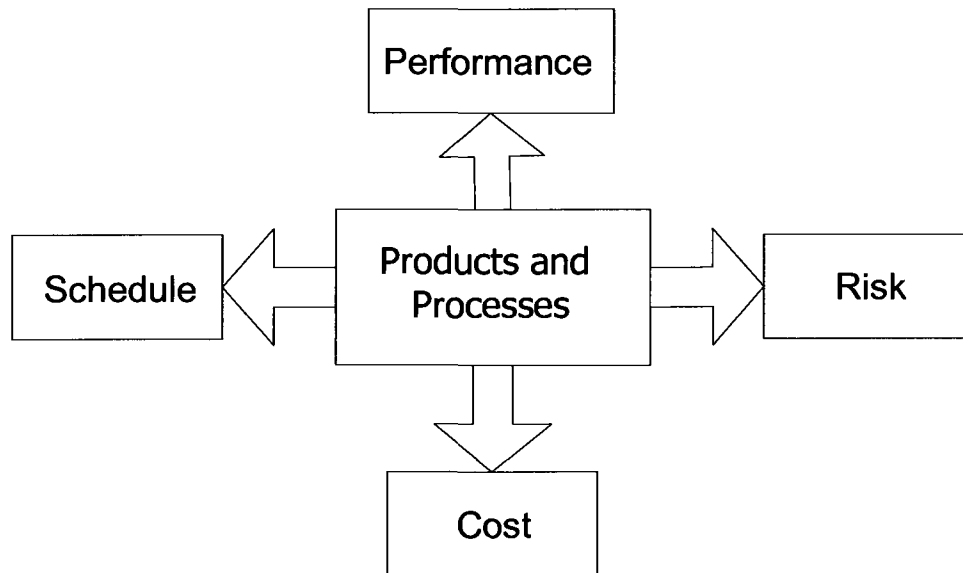 Performance
Schedule
Products and
Processes
Risk
Cost